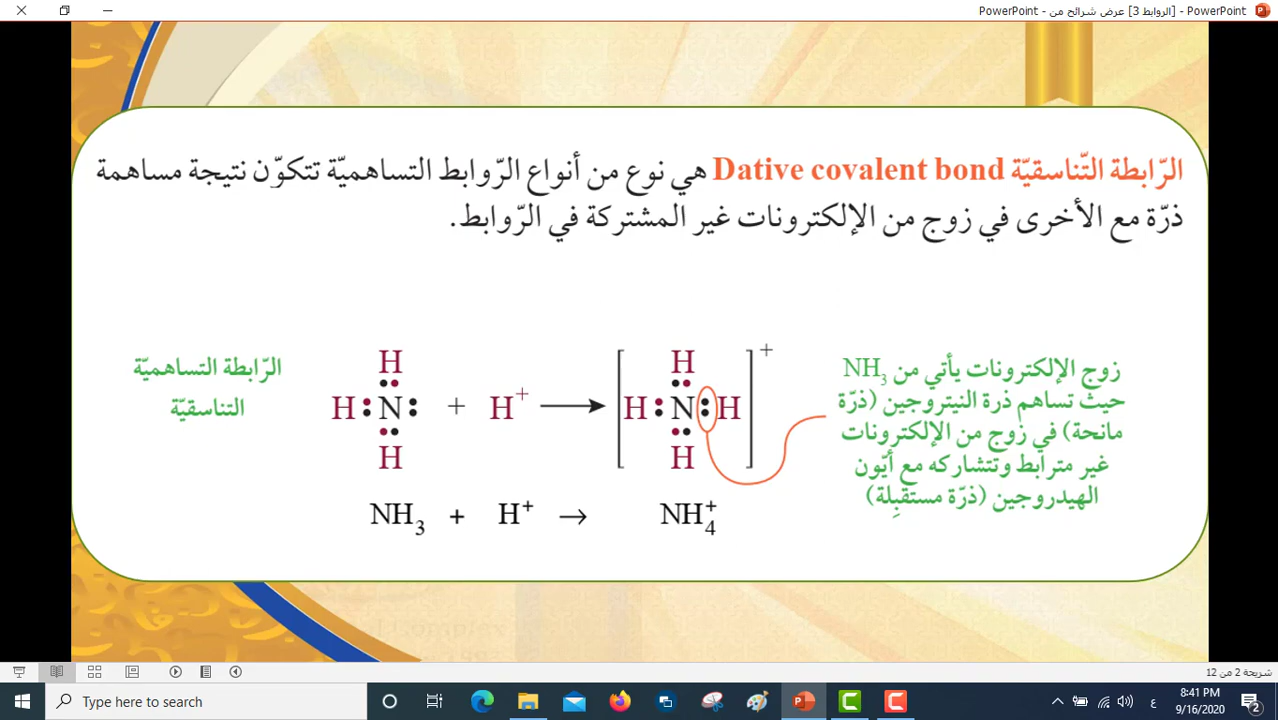 PowerPoint - [الروابط 3] عرض شرائح من - PowerPoint
الرّابطة التّناسقيّة Dative covalent bond هي نوع من أنواع الرّوابط التساهميّة تتكوّن نتيجة مساهمة
ذرّة مع الأخرى في زوج من الإلكترونات غير المشتركة في الرّوابط.
زوج الإلكترونات يأتي من NH₃
حيث تساهم ذرة النيتروجين (ذرّة
مانحة) في زوج من الإلكترونات
غير مترابط وتتشاركه مع أيّون
الهيدروجين (ذرّة مستقبِلة)
الرّابطة التساهميّة
التناسقيّة
H H +
H : N : + H⁺ → [ H : N : H ]
H H
NH₃ + H⁺ → NH₄⁺
شريحة 2 من 12
Type here to search
ع
8:41 PM
9/16/2020
2